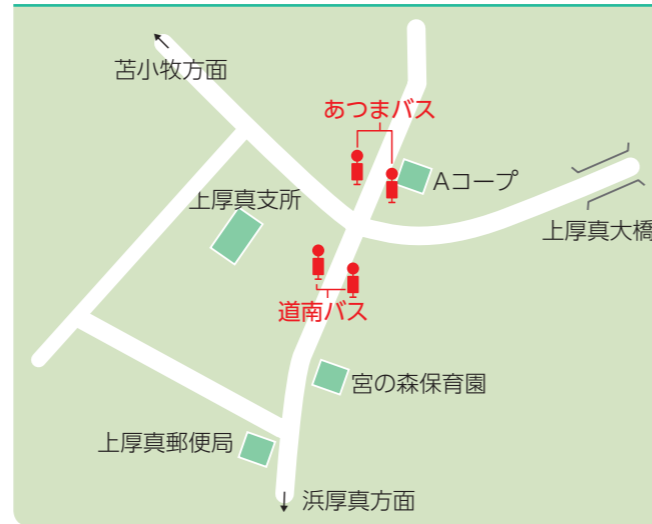 苫小牧方面
あつまバス
Aコープ
上厚真支所
上厚真大橋
道南バス
宮の森保育園
上厚真郵便局
浜厚真方面